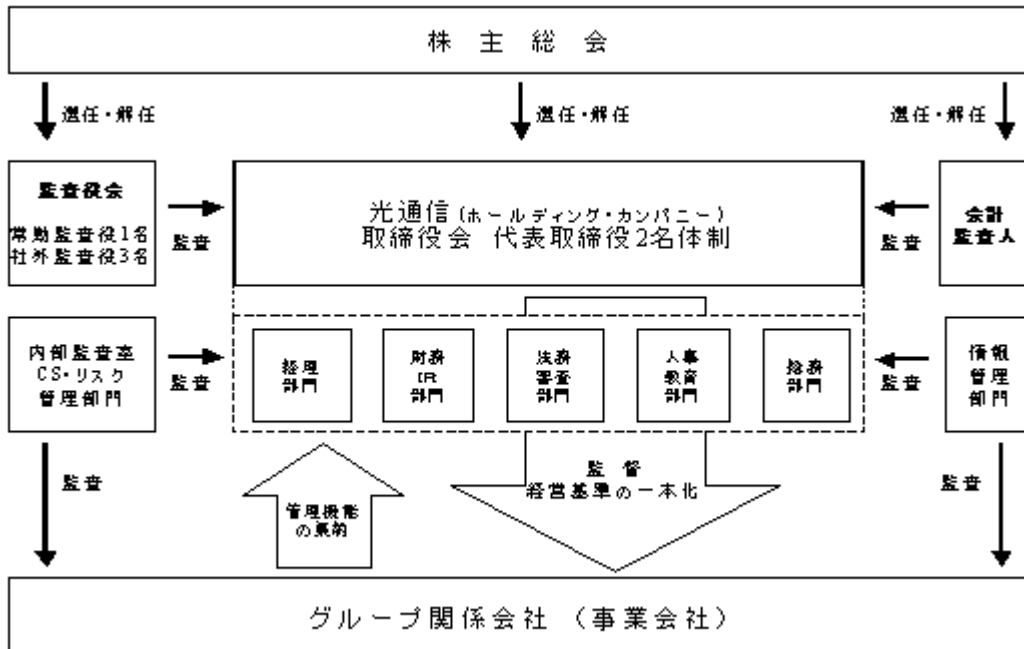 株主総会
選任・解任
選任・解任
選任・解任
監査役会
常勤監査役1名
社外監査役3名
監査
光通信(ホールディング・カンパニー)
取締役会 代表取締役2名体制
監査
会計
監査人
内部監査室
CS・リスク
管理部門
監査
経理
部門
財務
IR
部門
法務
審査
部門
人事
教育
部門
総務
部門
監査
情報
管理
部門
監査
管理機能
の集約
監督
経営基準の一本化
監査
グループ関係会社 (事業会社)